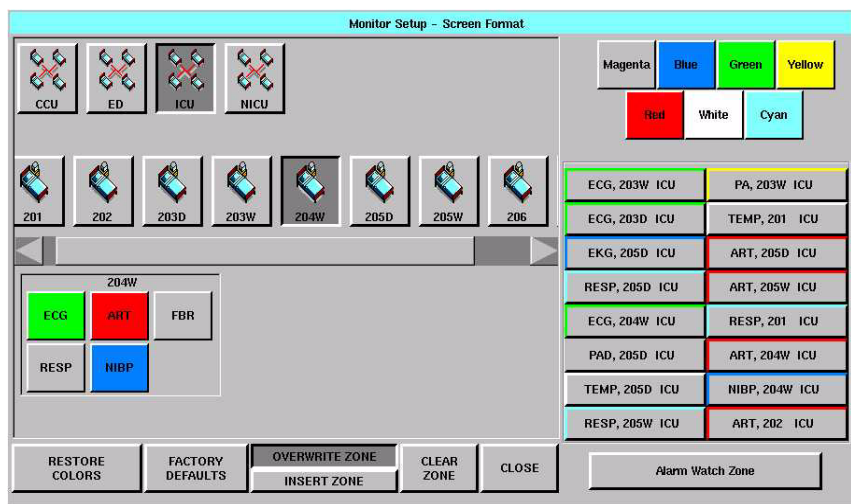 Monitor Setup - Screen Format
CCU
ED
ICU
NICU
Magenta
Blue
Green
Yellow
Red
White
Cyan
201
202
203D
203W
204W
205D
205W
206
204W
ECG
ART
FBR
RESP
NIBP
ECG, 203W ICU
PA, 203W ICU
ECG, 203D ICU
TEMP, 201 ICU
EKG, 205D ICU
ART, 205D ICU
RESP, 205D ICU
ART, 205W ICU
ECG, 204W ICU
RESP, 201 ICU
PAD, 205D ICU
ART, 204W ICU
TEMP, 205D ICU
NIBP, 204W ICU
RESP, 205W ICU
ART, 202 ICU
RESTORE
COLORS
FACTORY
DEFAULTS
OVERWRITE ZONE
INSERT ZONE
CLEAR
ZONE
CLOSE
Alarm Watch Zone